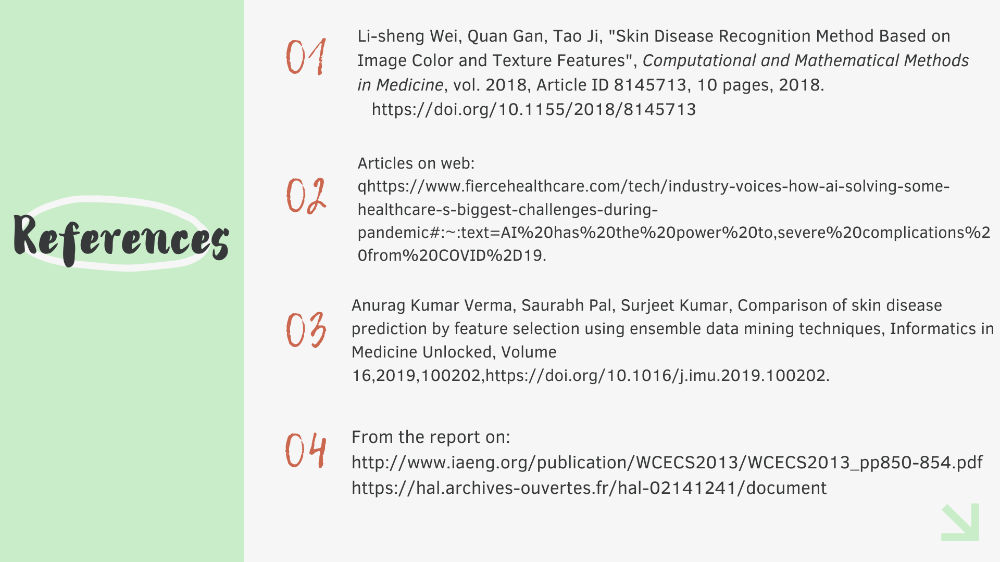 References
01
Li-sheng Wei, Quan Gan, Tao Ji, "Skin Disease Recognition Method Based on
Image Color and Texture Features", Computational and Mathematical Methods
in Medicine, vol. 2018, Article ID 8145713, 10 pages, 2018.
https://doi.org/10.1155/2018/8145713
02
Articles on web:
qhttps://www.fiercehealthcare.com/tech/industry-voices-how-ai-solving-some-
healthcare-s-biggest-challenges-during-
pandemic#:~:text=AI%20has%20the%20power%20to,severe%20complications%2
0from%20COVID%2D19.
03
Anurag Kumar Verma, Saurabh Pal, Surjeet Kumar, Comparison of skin disease
prediction by feature selection using ensemble data mining techniques, Informatics in
Medicine Unlocked, Volume
16,2019,100202,https://doi.org/10.1016/j.imu.2019.100202.
04
From the report on:
http://www.iaeng.org/publication/WCECS2013/WCECS2013_pp850-854.pdf
https://hal.archives-ouvertes.fr/hal-02141241/document